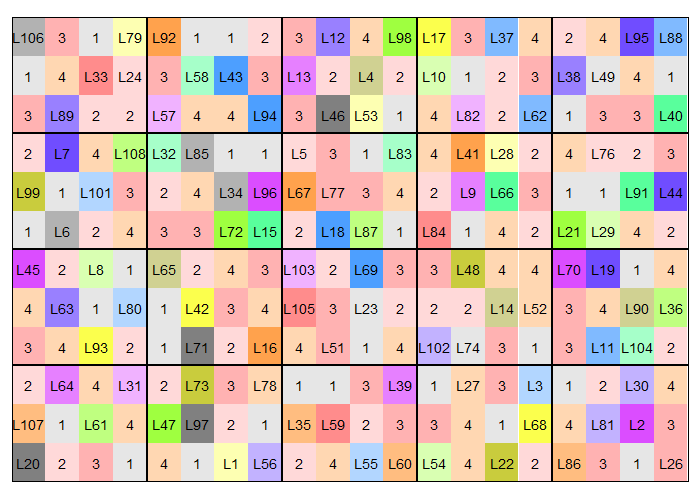 L106 3 1 L79 L92 1 1 2 3 L12 4 L98 L17 3 L37 4 2 4 L95 L88
1 4 L33 L24 3 L58 L43 3 L13 2 L4 2 L10 1 2 3 L38 L49 4 1
3 L89 2 2 L57 4 4 L94 3 L46 L53 1 4 L82 2 L62 1 3 3 L40
2 L7 4 L108 L32 L85 1 1 L5 3 1 L83 4 L41 L28 2 4 L76 2 3
L99 1 L101 3 2 4 L34 L96 L67 L77 3 4 2 L9 L66 3 1 1 L91 L44
1 L6 2 4 3 3 L72 L15 2 L18 L87 1 L84 1 4 2 L21 L29 4 2
L45 2 L8 1 L65 2 4 3 L103 2 L69 3 3 L48 4 4 L70 L19 1 4
4 L63 1 L80 1 L42 3 4 L105 3 L23 2 2 2 L14 L52 3 4 L90 L36
3 4 L93 2 1 L71 2 L16 4 L51 1 4 L102 L74 3 1 3 L11 L104 2
2 L64 4 L31 2 L73 3 L78 1 1 3 L39 1 L27 3 L3 1 2 L30 4
L107 1 L61 4 L47 L97 2 1 L35 L59 2 3 3 4 1 L68 4 L81 L2 3
L20 2 3 1 4 1 L1 L56 2 4 L55 L60 L54 4 L22 2 L86 3 1 L26